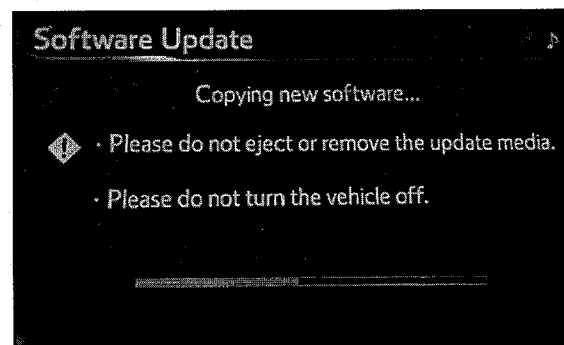 Software Update
Copying new software...
· Please do not eject or remove the update media.
· Please do not turn the vehicle off.